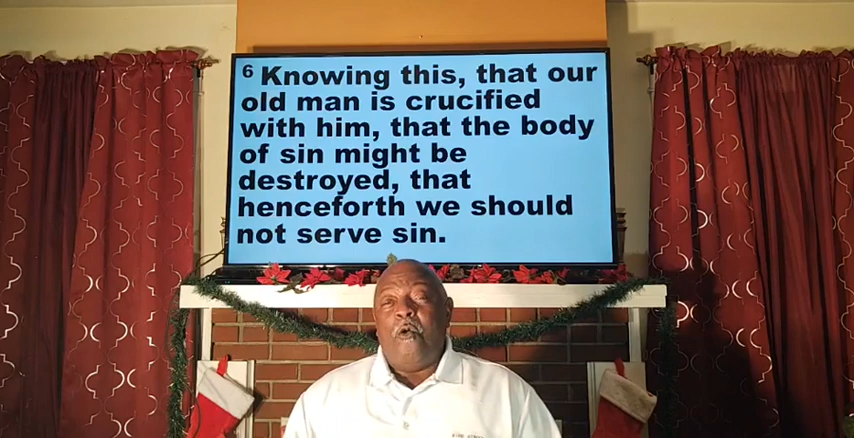 6 Knowing this, that our
old man is crucified
with him, that the body
of sin might be
destroyed, that
henceforth we should
not serve sin.